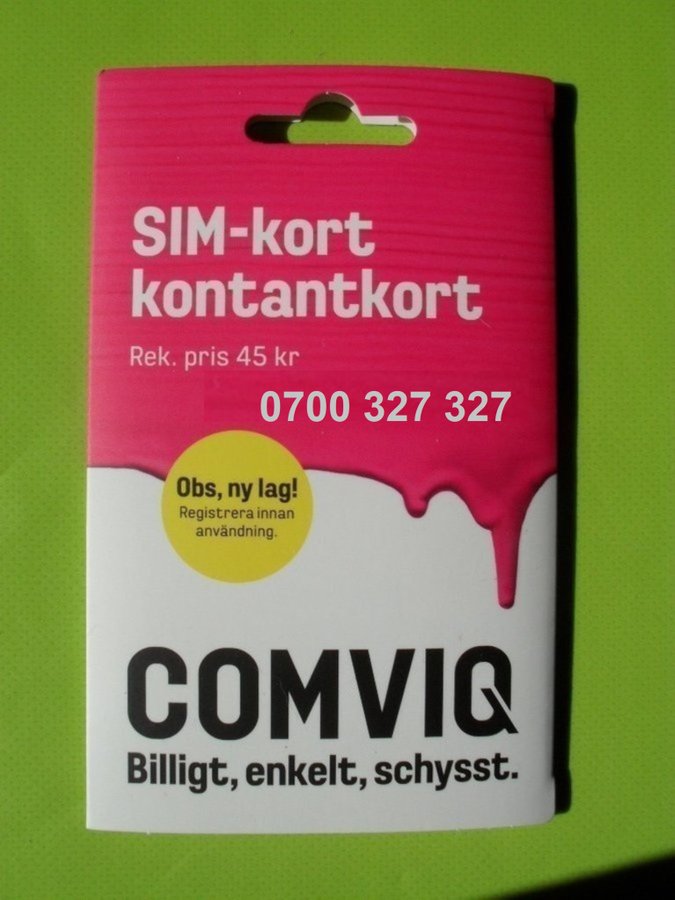 SIM-kort
kontantkort
Rek. pris 45 kr
0700 327 327
Obs, ny lag!
Registrera innan
användning.
COMVIQ
Billigt, enkelt, schysst.